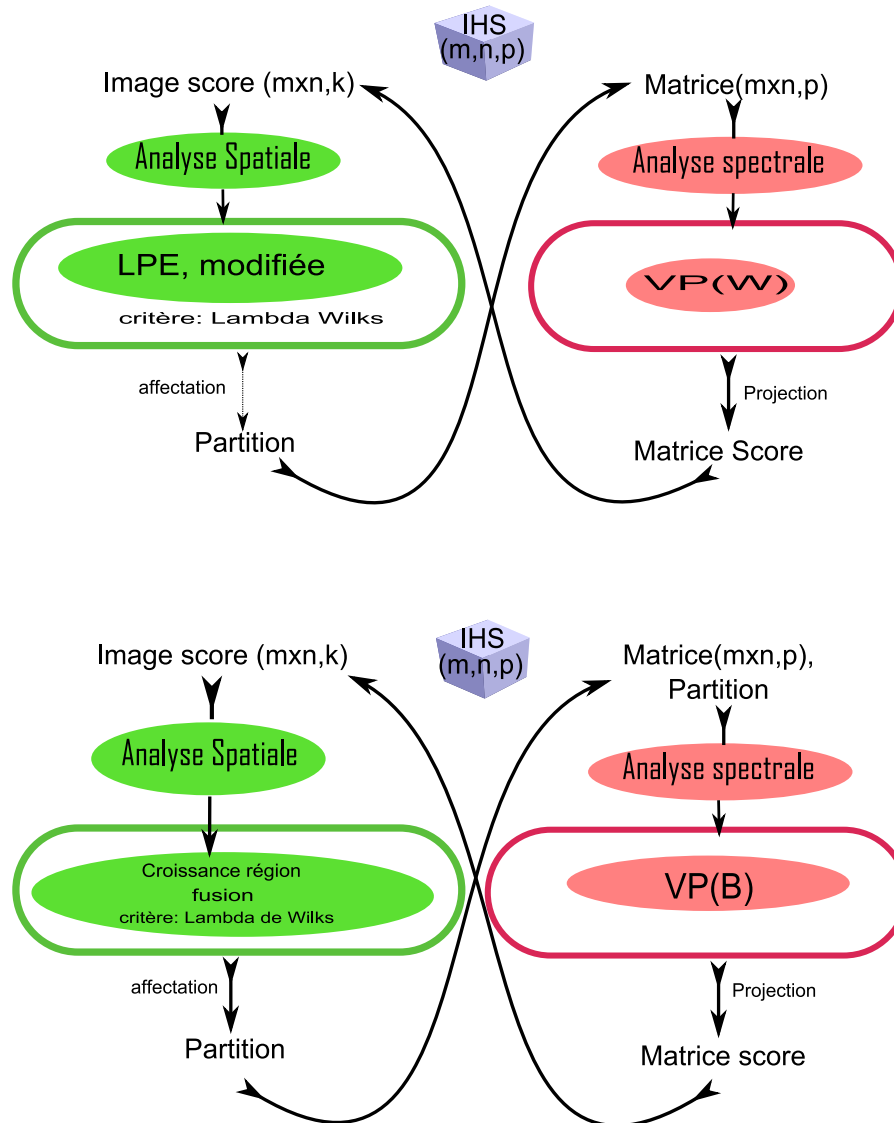 IHS
(m,n,p)
Image score (mxn,k)
Analyse Spatiale
LPE, modifiée
critère: Lambda Wilks
affectation
Partition
Matrice(mxn,p)
Analyse spectrale
VP(W)
Projection
Matrice Score
IHS
(m,n,p)
Image score (mxn,k)
Analyse Spatiale
Croissance région
fusion
critère: Lambda de Wilks
affectation
Partition
Matrice(mxn,p),
Partition
Analyse spectrale
VP(B)
Projection
Matrice score